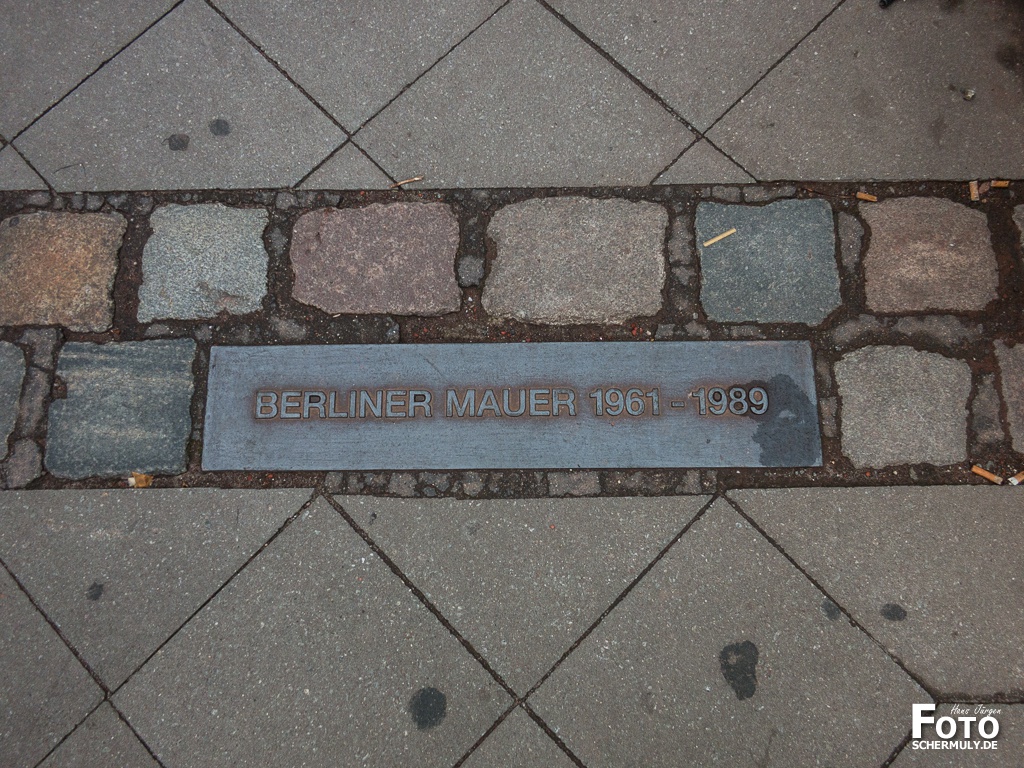 BERLINER MAUER 1961 - 1989
Hans Jürgen
FOTO
SCHERMULY.DE